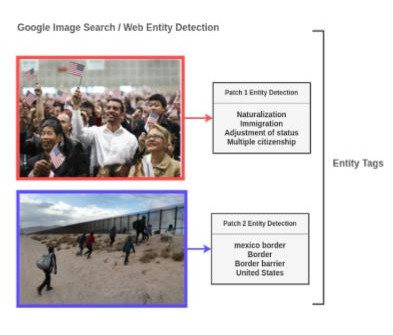 Google Image Search / Web Entity Detection
Patch 1 Entity Detection
Naturalization
Immigration
Adjustment of status
Multiple citizenship
Entity Tags
Patch 2 Entity Detection
mexico border
Border
Border barrier
United States